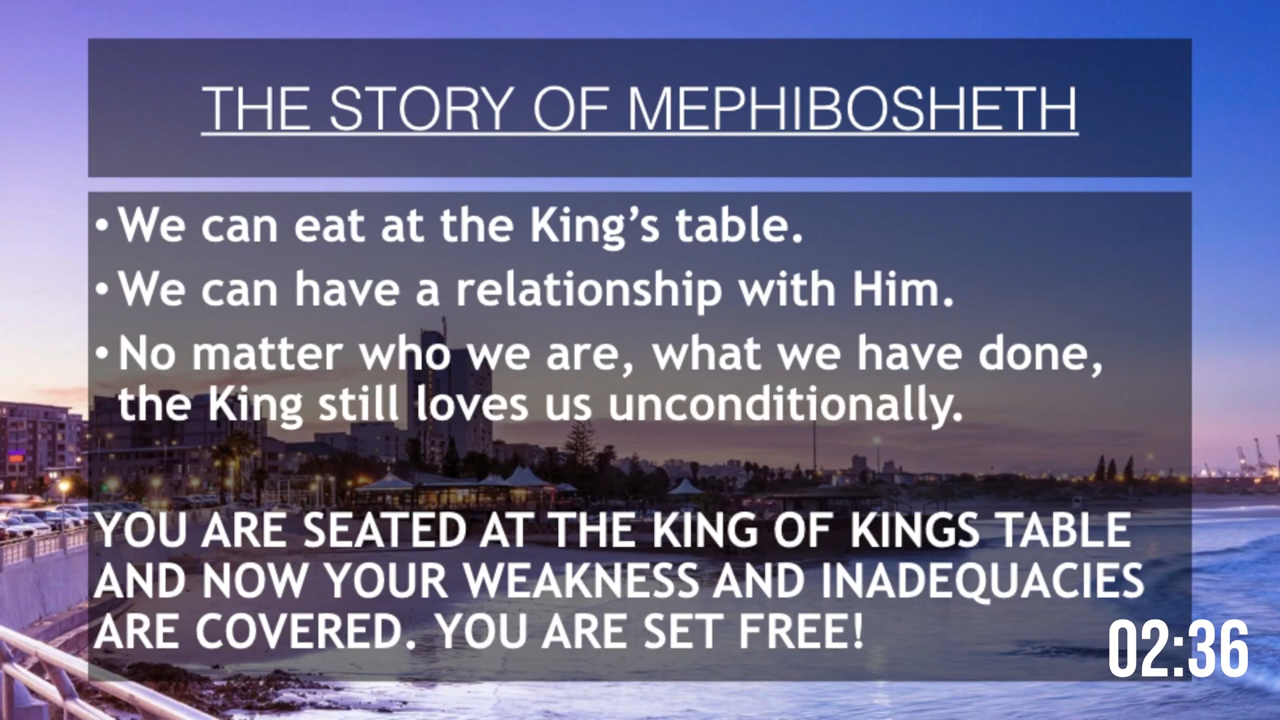 THE STORY OF MEPHIBOSHETH
• We can eat at the King’s table.
• We can have a relationship with Him.
• No matter who we are, what we have done,
the King still loves us unconditionally.
YOU ARE SEATED AT THE KING OF KINGS TABLE
AND NOW YOUR WEAKNESS AND INADEQUACIES
ARE COVERED. YOU ARE SET FREE!
02:36